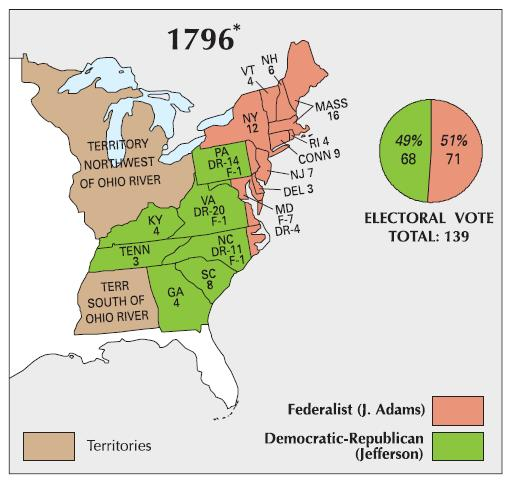 1796*
NH
6
VT
4
MASS
16
NY
12
RI 4
CONN 9
NJ 7
DEL 3
MD
F-7
DR-4
PA
DR-14
F-1
TERRITORY
NORTHWEST
OF OHIO RIVER
VA
DR-20
F-1
KY
4
NC
DR-11
F-1
TENN
3
SC
8
GA
4
TERR
SOUTH OF
OHIO RIVER
49%
68
51%
71
ELECTORAL VOTE
TOTAL: 139
Federalist (J. Adams)
Democratic-Republican
(Jefferson)
Territories